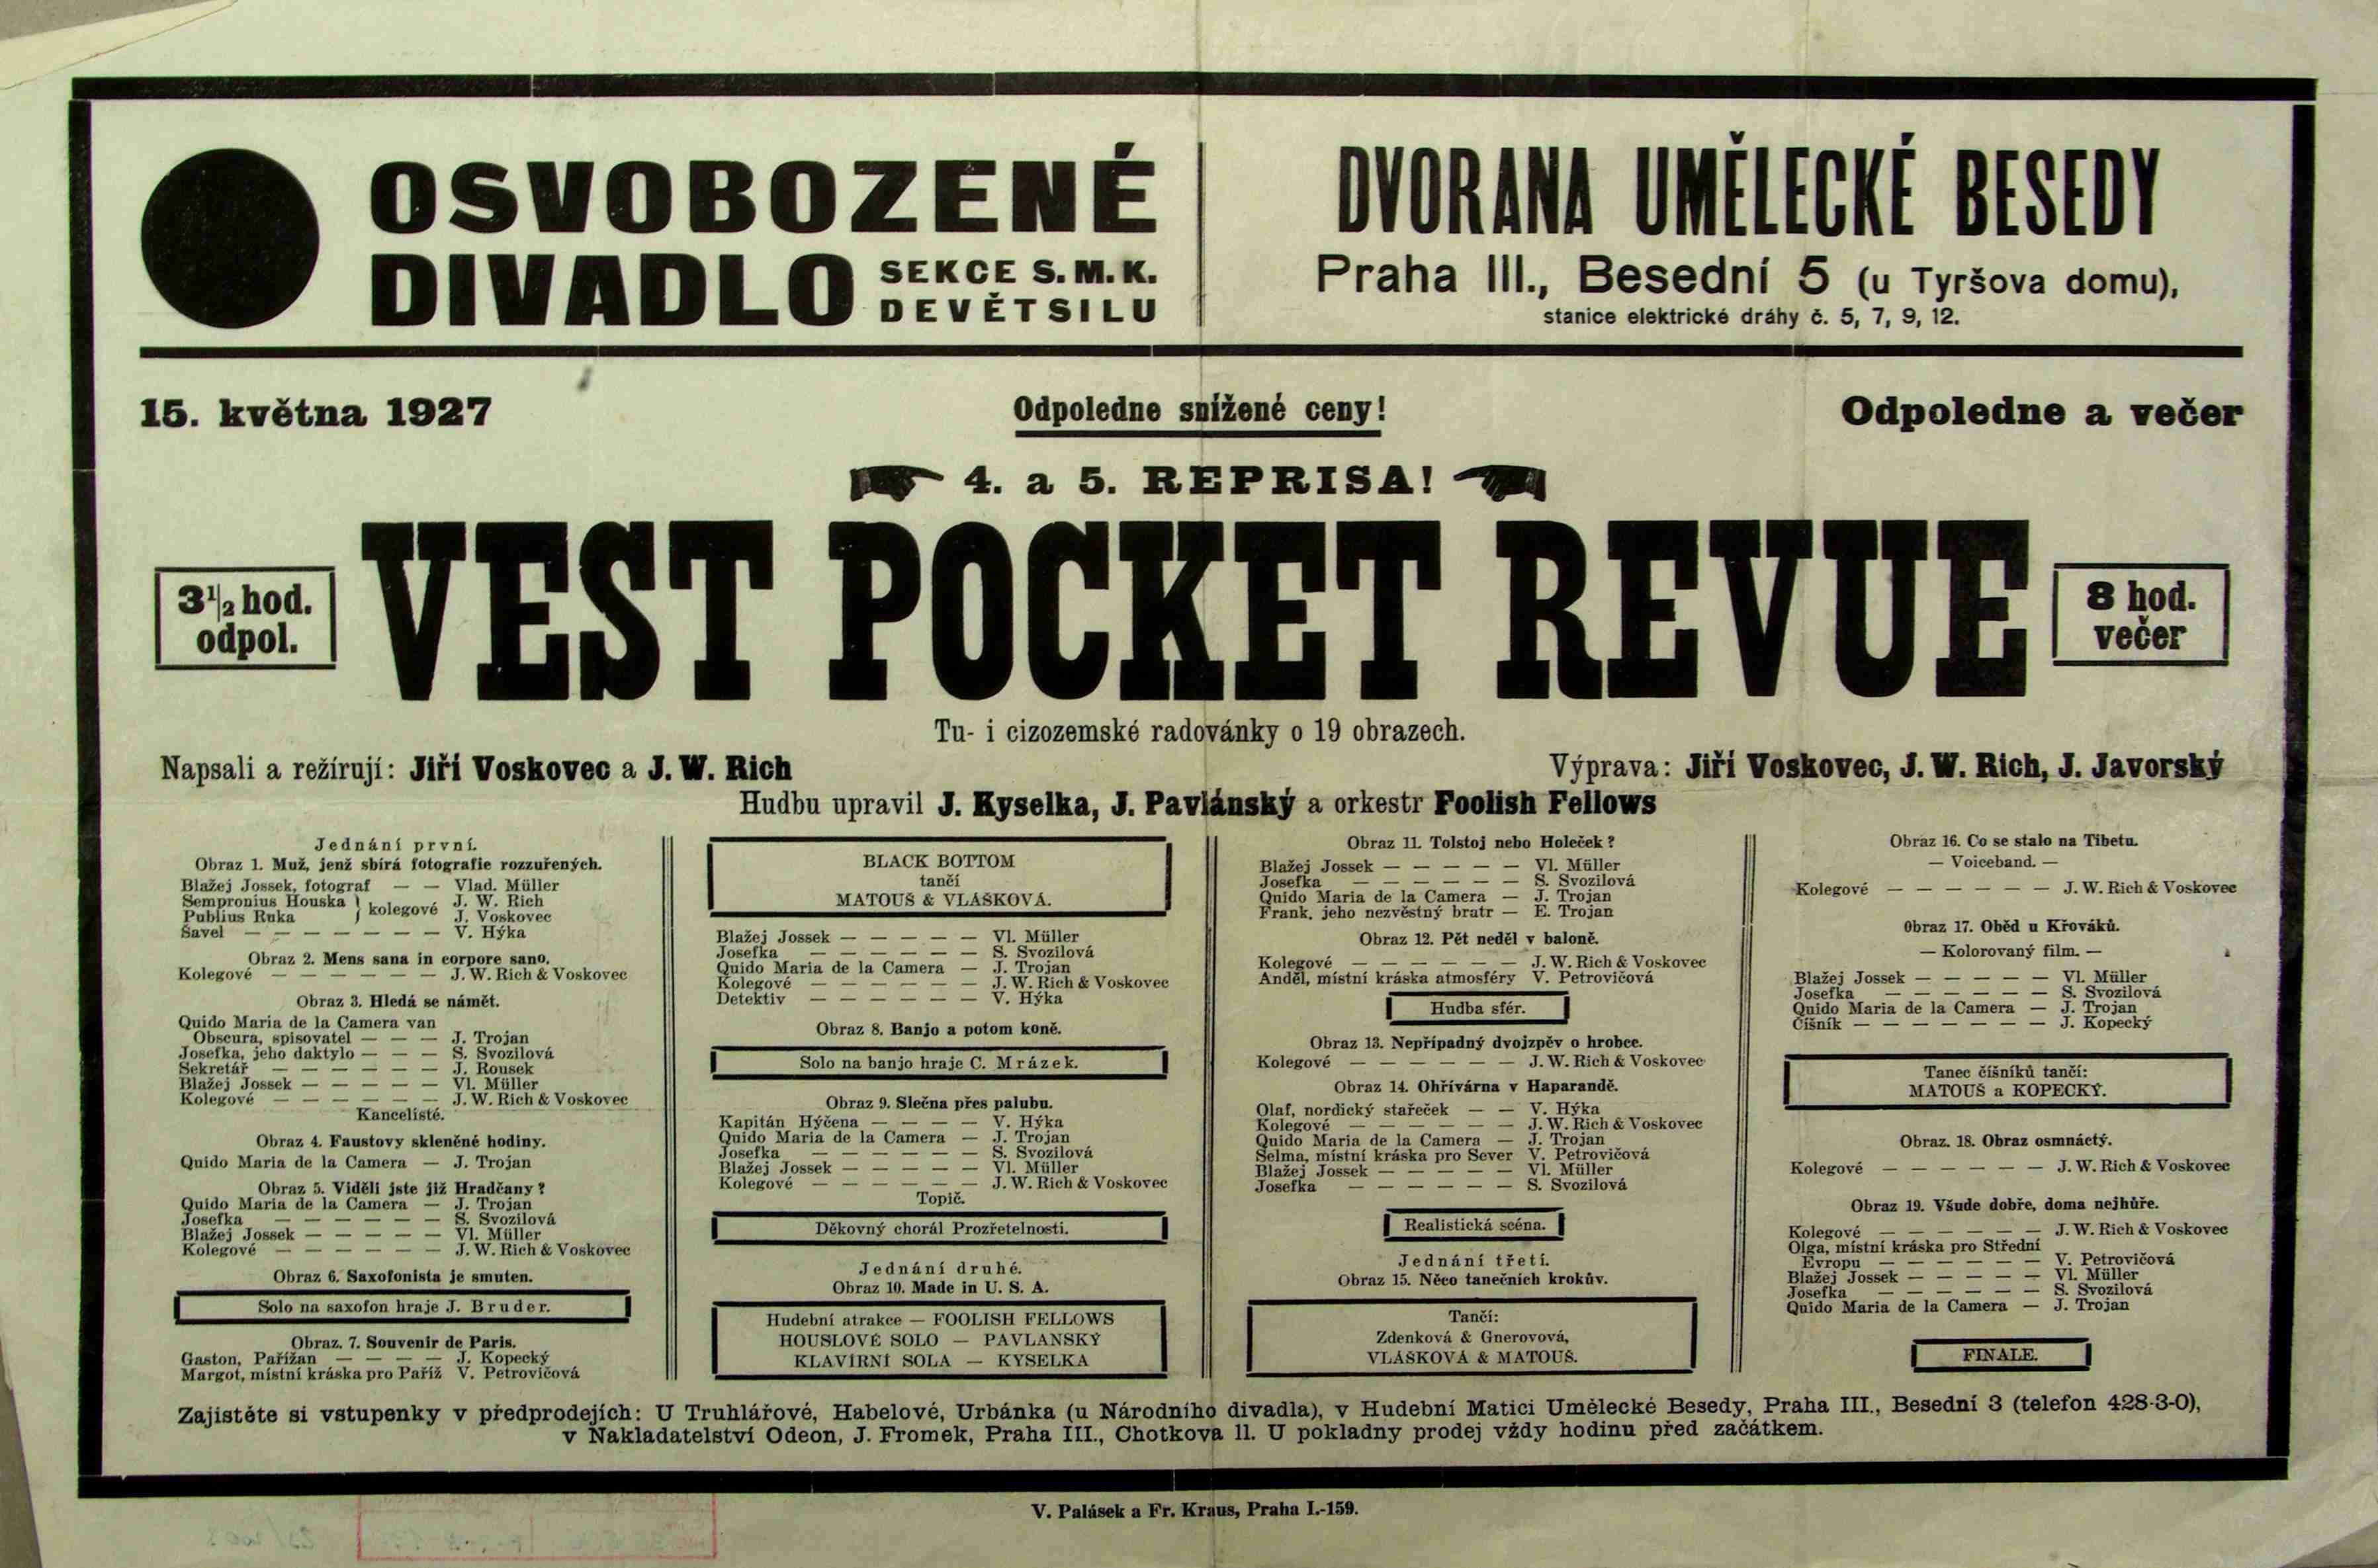 OSVOBOZENÉ
DIVADLO SEKCE S. M. K.
DEVĚTSILU
DVORANA UMĚLECKÉ BESEDY
Praha III., Besední 5 (u Tyršova domu),
stanice elektrické dráhy č. 5, 7, 9, 12.
15. května 1927
Odpoledne snížené ceny!
Odpoledne a večer
4. a 5. REPRISA!
3½ hod.
odpol.
VEST POCKET REVUE
8 hod.
večer
Tu- i cizozemské radovánky o 19 obrazech.
Napsali a režírují: Jiří Voskovec a J. W. Rich
Výprava: Jiří Voskovec, J. W. Rich, J. Javorský
Hudbu upravil J. Kyselka, J. Pavlánský a orkestr Foolish Fellows
Jednání první.
Obraz 1. Muž, jenž sbírá fotografie rozzuřených.
Blažej Jossek, fotograf — — Vlad. Müller
Sempronius Houska } kolegové J. W. Rich
Publius Ruka } J. Voskovec
Šavel — — — — — — — V. Hýka
Obraz 2. Mens sana in corpore sano.
Kolegové — — — — — — J. W. Rich & Voskovec
Obraz 3. Hledá se námět.
Quido Maria de la Camera van
Obscura, spisovatel — — — J. Trojan
Josefka, jeho daktylo — — — S. Svozilová
Sekretář — — — — — — J. Rousek
Blažej Jossek — — — — — Vl. Müller
Kolegové — — — — — — J. W. Rich & Voskovec
Kancelisté.
Obraz 4. Faustovy skleněné hodiny.
Quido Maria de la Camera — J. Trojan
Obraz 5. Viděli jste již Hradčany?
Quido Maria de la Camera — J. Trojan
Josefka — — — — — — S. Svozilová
Blažej Jossek — — — — — Vl. Müller
Kolegové — — — — — — J. W. Rich & Voskovec
Obraz 6. Saxofonista je smuten.
Solo na saxofon hraje J. Bruder.
Obraz. 7. Souvenir de Paris.
Gaston, Pařížan — — — — J. Kopecký
Margot, místní kráska pro Paříž V. Petrovičová
BLACK BOTTOM
tančí
MATOUŠ & VLÁŠKOVÁ.
Blažej Jossek — — — — — Vl. Müller
Josefka — — — — — — S. Svozilová
Quido Maria de la Camera — J. Trojan
Kolegové — — — — — — J. W. Rich & Voskovec
Detektiv — — — — — — V. Hýka
Obraz 8. Banjo a potom koně.
Solo na banjo hraje C. Mrázek.
Obraz 9. Slečna přes palubu.
Kapitán Hýčena — — — — V. Hýka
Quido Maria de la Camera — J. Trojan
Josefka — — — — — — S. Svozilová
Blažej Jossek — — — — — Vl. Müller
Kolegové — — — — — — J. W. Rich & Voskovec
Topič.
Děkovný chorál Prozřetelnosti.
Jednání druhé.
Obraz 10. Made in U. S. A.
Hudební atrakce — FOOLISH FELLOWS
HOUSLOVÉ SOLO — PAVLANSKÝ
KLAVÍRNÍ SOLA — KYSELKA
Obraz 11. Tolstoj nebo Holeček?
Blažej Jossek — — — — — Vl. Müller
Josefka — — — — — — S. Svozilová
Quido Maria de la Camera — J. Trojan
Frank, jeho nezvěstný bratr — E. Trojan
Obraz 12. Pět neděl v baloně.
Kolegové — — — — — — J. W. Rich & Voskovec
Anděl, místní kráska atmosféry V. Petrovičová
Hudba sfér.
Obraz 13. Nepřípadný dvojzpěv o hrobce.
Kolegové — — — — — — J. W. Rich & Voskovec
Obraz 14. Ohřívárna v Haparandě.
Olaf, nordický stařeček — — V. Hýka
Kolegové — — — — — — J. W. Rich & Voskovec
Quido Maria de la Camera — J. Trojan
Selma, místní kráska pro Sever V. Petrovičová
Blažej Jossek — — — — — Vl. Müller
Josefka — — — — — — S. Svozilová
Realistická scéna.
Jednání třetí.
Obraz 15. Něco tanečních krokův.
Tančí:
Zdenková & Gnerovová,
VLÁŠKOVÁ & MATOUŠ.
Obraz 16. Co se stalo na Tibetu.
— Voiceband. —
Kolegové — — — — — — J. W. Rich & Voskovec
Obraz 17. Oběd u Křováků.
— Kolorovaný film. —
Blažej Jossek — — — — — Vl. Müller
Josefka — — — — — — S. Svozilová
Quido Maria de la Camera — J. Trojan
Číšník — — — — — — — J. Kopecký
Tanec číšníků tančí:
MATOUŠ a KOPECKÝ.
Obraz. 18. Obraz osmnáctý.
Kolegové — — — — — — J. W. Rich & Voskovec
Obraz 19. Všude dobře, doma nejhůře.
Kolegové — — — — — — J. W. Rich & Voskovec
Olga, místní kráska pro Střední
Evropu — — — — — — V. Petrovičová
Blažej Jossek — — — — — Vl. Müller
Josefka — — — — — — S. Svozilová
Quido Maria de la Camera — J. Trojan
FINALE.
Zajistěte si vstupenky v předprodejích: U Truhlářové, Habelové, Urbánka (u Národního divadla), v Hudební Matici Umělecké Besedy, Praha III., Besední 3 (telefon 428-3-0),
v Nakladatelství Odeon, J. Fromek, Praha III., Chotkova 11. U pokladny prodej vždy hodinu před začátkem.
V. Palásek a Fr. Kraus, Praha I.-159.